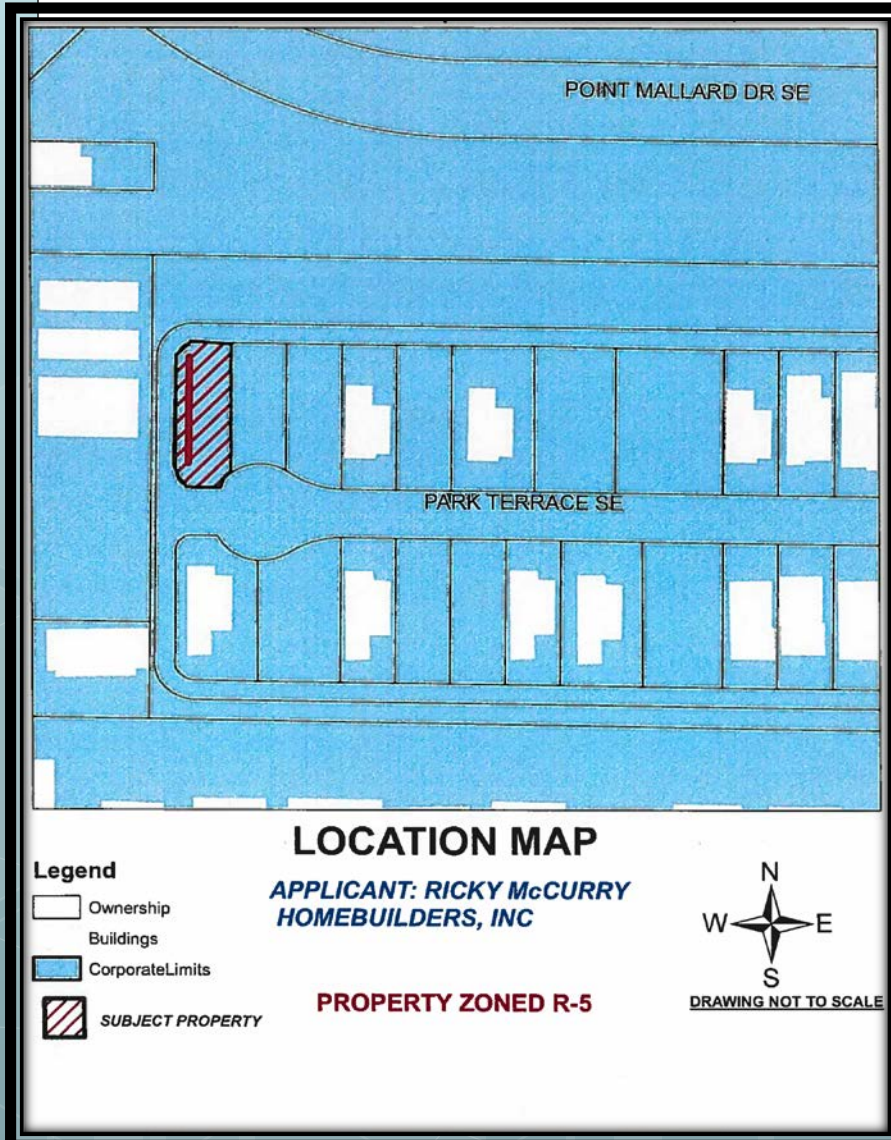 POINT MALLARD DR SE
PARK TERRACE SE
LOCATION MAP
Legend
Ownership
Buildings
CorporateLimits
SUBJECT PROPERTY
APPLICANT: RICKY McCURRY
HOMEBUILDERS, INC
PROPERTY ZONED R-5
N
W E
S
DRAWING NOT TO SCALE